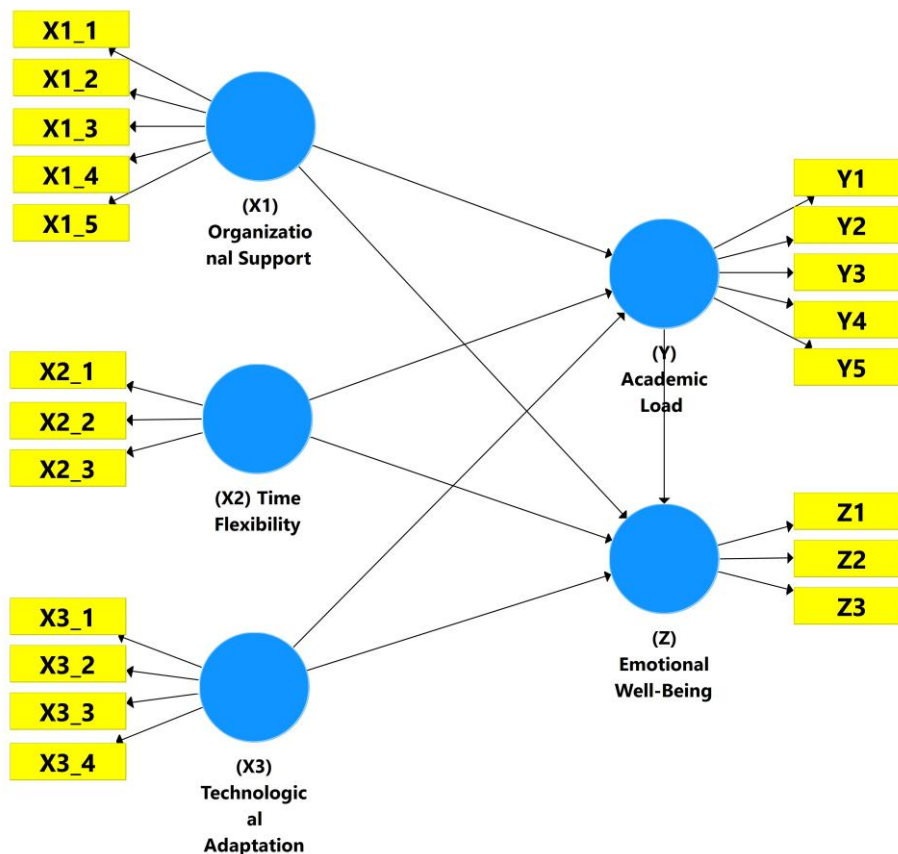 X1_1
X1_2
X1_3
X1_4
X1_5
(X1)
Organizatio
nal Support
Y1
Y2
Y3
Y4
Y5
(Y)
Academic
Load
X2_1
X2_2
X2_3
(X2) Time
Flexibility
Z1
Z2
Z3
(Z)
Emotional
Well-Being
X3_1
X3_2
X3_3
X3_4
(X3)
Technologic
al
Adaptation